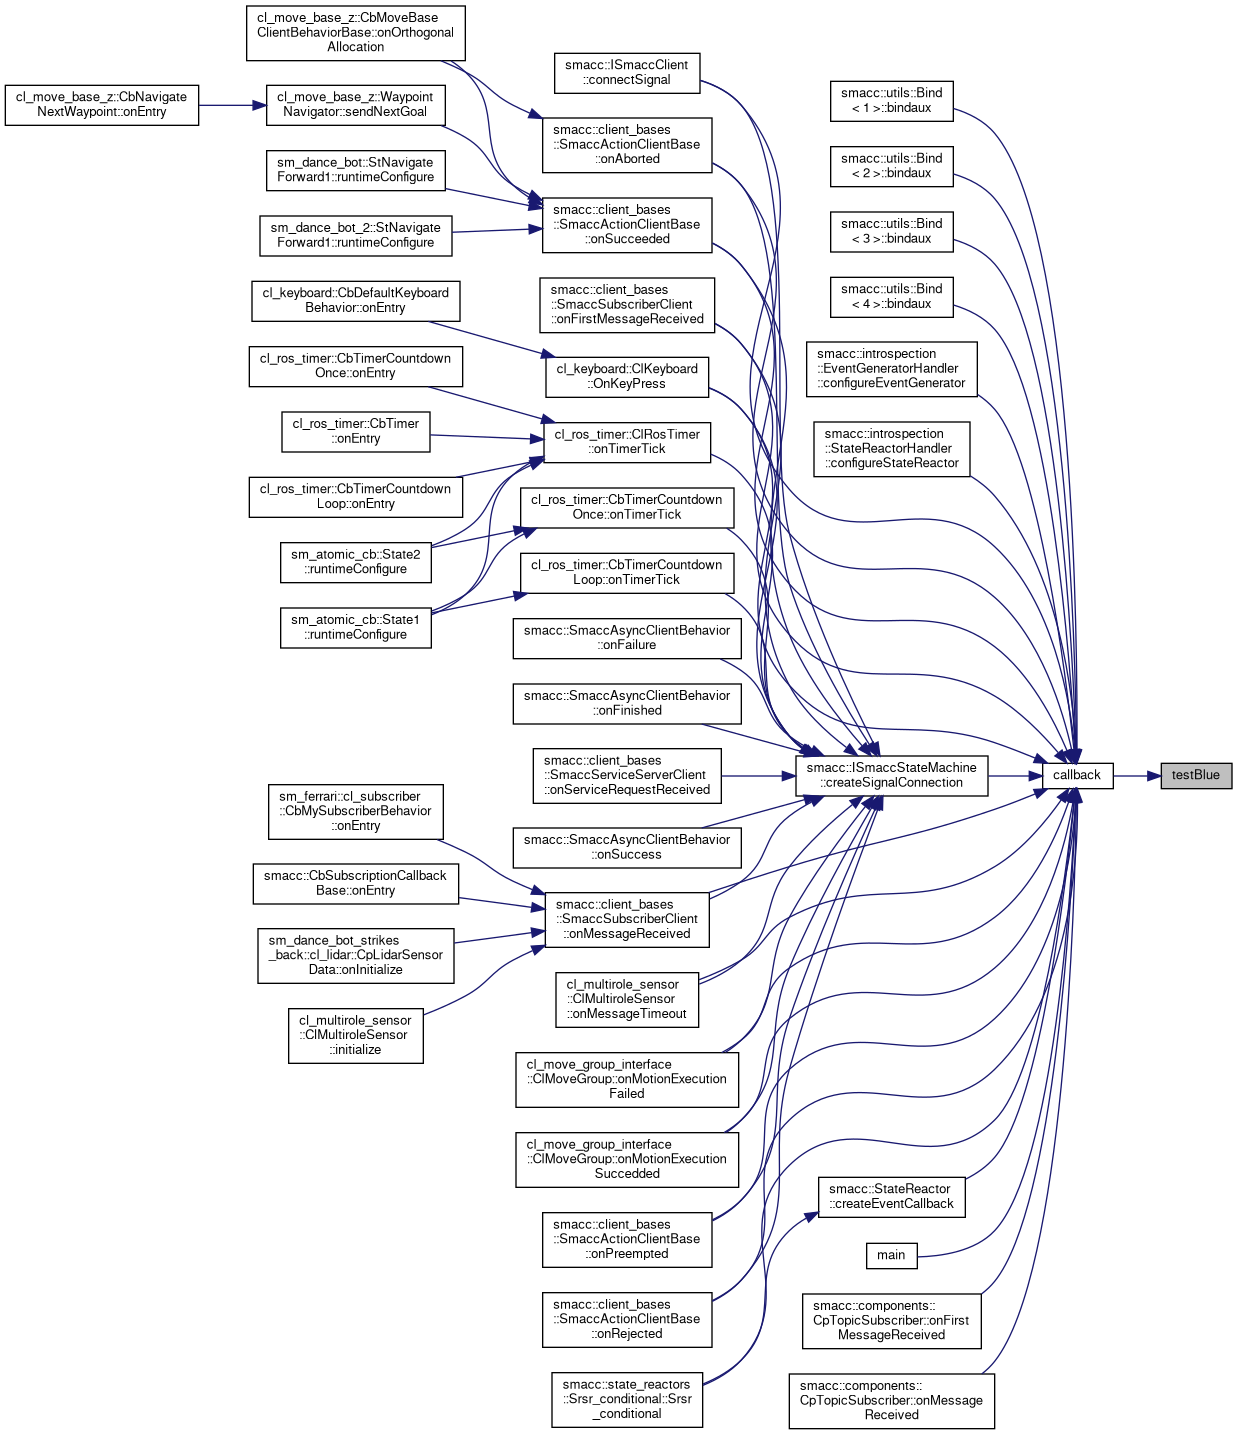 cl_move_base_z::CbMoveBase
ClientBehaviorBase::onOrthogonal
Allocation
cl_move_base_z::CbNavigate
NextWaypoint::onEntry
cl_move_base_z::Waypoint
Navigator::sendNextGoal
sm_dance_bot::StNavigate
Forward1::runtimeConfigure
sm_dance_bot_2::StNavigate
Forward1::runtimeConfigure
cl_keyboard::CbDefaultKeyboard
Behavior::onEntry
cl_ros_timer::CbTimerCountdown
Once::onEntry
cl_ros_timer::CbTimer
::onEntry
cl_ros_timer::CbTimerCountdown
Loop::onEntry
sm_atomic_cb::State2
::runtimeConfigure
sm_atomic_cb::State1
::runtimeConfigure
sm_ferrari::cl_subscriber
::CbMySubscriberBehavior
::onEntry
smacc::CbSubscriptionCallback
Base::onEntry
sm_dance_bot_strikes
_back::cl_lidar::CpLidarSensor
Data::onInitialize
cl_multirole_sensor
::ClMultiroleSensor
::initialize
smacc::ISmaccClient
::connectSignal
smacc::client_bases
::SmaccActionClientBase
::onAborted
smacc::client_bases
::SmaccActionClientBase
::onSucceeded
smacc::client_bases
::SmaccSubscriberClient
::onFirstMessageReceived
cl_keyboard::ClKeyboard
::OnKeyPress
cl_ros_timer::ClRosTimer
::onTimerTick
cl_ros_timer::CbTimerCountdown
Once::onTimerTick
cl_ros_timer::CbTimerCountdown
Loop::onTimerTick
smacc::SmaccAsyncClientBehavior
::onFailure
smacc::SmaccAsyncClientBehavior
::onFinished
smacc::client_bases
::SmaccServiceServerClient
::onServiceRequestReceived
smacc::SmaccAsyncClientBehavior
::onSuccess
smacc::client_bases
::SmaccSubscriberClient
::onMessageReceived
cl_multirole_sensor
::ClMultiroleSensor
::onMessageTimeout
cl_move_group_interface
::ClMoveGroup::onMotionExecution
Failed
cl_move_group_interface
::ClMoveGroup::onMotionExecution
Succedded
smacc::client_bases
::SmaccActionClientBase
::onPreempted
smacc::client_bases
::SmaccActionClientBase
::onRejected
smacc::state_reactors
::Srsr_conditional::Srsr
_conditional
smacc::utils::Bind
< 1 >::bindaux
smacc::utils::Bind
< 2 >::bindaux
smacc::utils::Bind
< 3 >::bindaux
smacc::utils::Bind
< 4 >::bindaux
smacc::introspection
::EventGeneratorHandler
::configureEventGenerator
smacc::introspection
::StateReactorHandler
::configureStateReactor
smacc::ISmaccStateMachine
::createSignalConnection
smacc::StateReactor
::createEventCallback
main
smacc::components::
CpTopicSubscriber::onFirst
MessageReceived
smacc::components::
CpTopicSubscriber::onMessage
Received
callback
testBlue